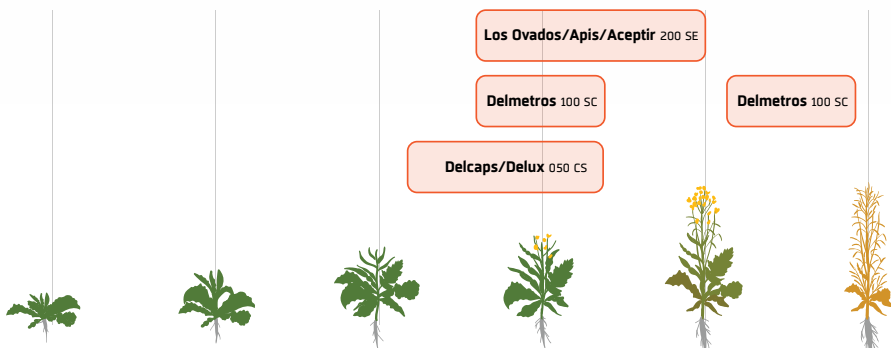 Los Ovados/Apis/Aceptir 200 SE
Delmetros 100 SC
Delmetros 100 SC
Delcaps/Delux 050 CS